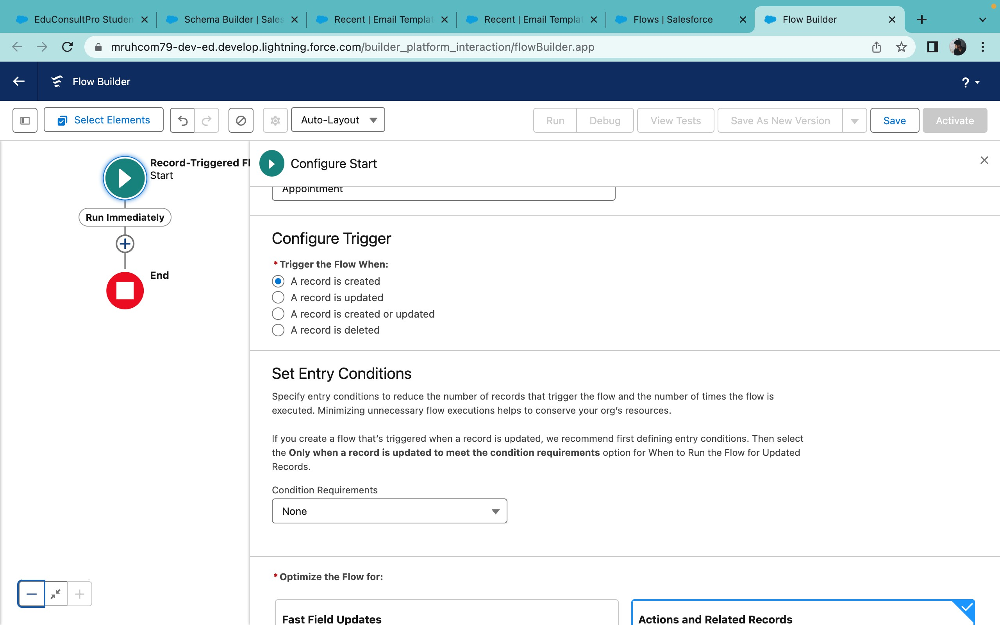 EduConsultPro Studen
Schema Builder | Sales
Recent | Email Templat
Recent | Email Templat
Flows | Salesforce
Flow Builder
mruhcom79-dev-ed.develop.lightning.force.com/builder_platform_interaction/flowBuilder.app
Flow Builder
?
Select Elements
Auto-Layout
Run
Debug
View Tests
Save As New Version
Save
Activate
Record-Triggered Fl
Start
Run Immediately
End
Configure Start
Appointment
Configure Trigger
* Trigger the Flow When:
A record is created
A record is updated
A record is created or updated
A record is deleted
Set Entry Conditions
Specify entry conditions to reduce the number of records that trigger the flow and the number of times the flow is
executed. Minimizing unnecessary flow executions helps to conserve your org’s resources.
If you create a flow that’s triggered when a record is updated, we recommend first defining entry conditions. Then select
the Only when a record is updated to meet the condition requirements option for When to Run the Flow for Updated
Records.
Condition Requirements
None
* Optimize the Flow for:
Fast Field Updates
Actions and Related Records